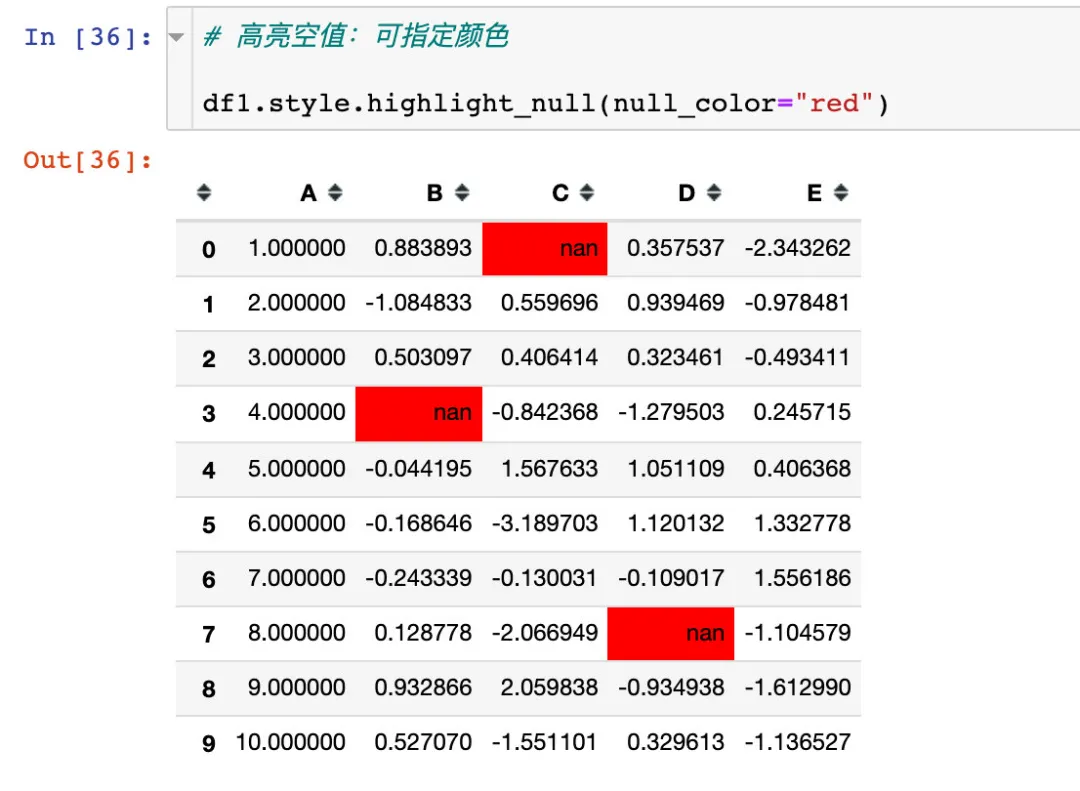 In [36]:
# 高亮空值：可指定颜色
df1.style.highlight_null(null_color="red")
Out[36]:
A B C D E
0 1.000000 0.883893 nan 0.357537 -2.343262
1 2.000000 -1.084833 0.559696 0.939469 -0.978481
2 3.000000 0.503097 0.406414 0.323461 -0.493411
3 4.000000 nan -0.842368 -1.279503 0.245715
4 5.000000 -0.044195 1.567633 1.051109 0.406368
5 6.000000 -0.168646 -3.189703 1.120132 1.332778
6 7.000000 -0.243339 -0.130031 -0.109017 1.556186
7 8.000000 0.128778 -2.066949 nan -1.104579
8 9.000000 0.932866 2.059838 -0.934938 -1.612990
9 10.000000 0.527070 -1.551101 0.329613 -1.136527